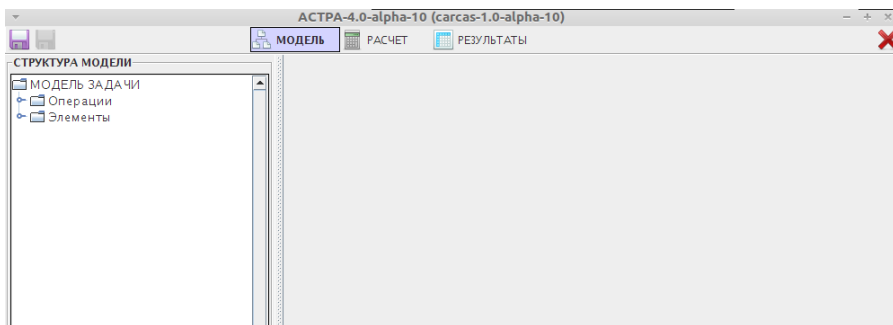 АСТРА-4.0-alpha-10 (carcas-1.0-alpha-10)
МОДЕЛЬ РАСЧЕТ РЕЗУЛЬТАТЫ
СТРУКТУРА МОДЕЛИ
МОДЕЛЬ ЗАДАЧИ
Операции
Элементы